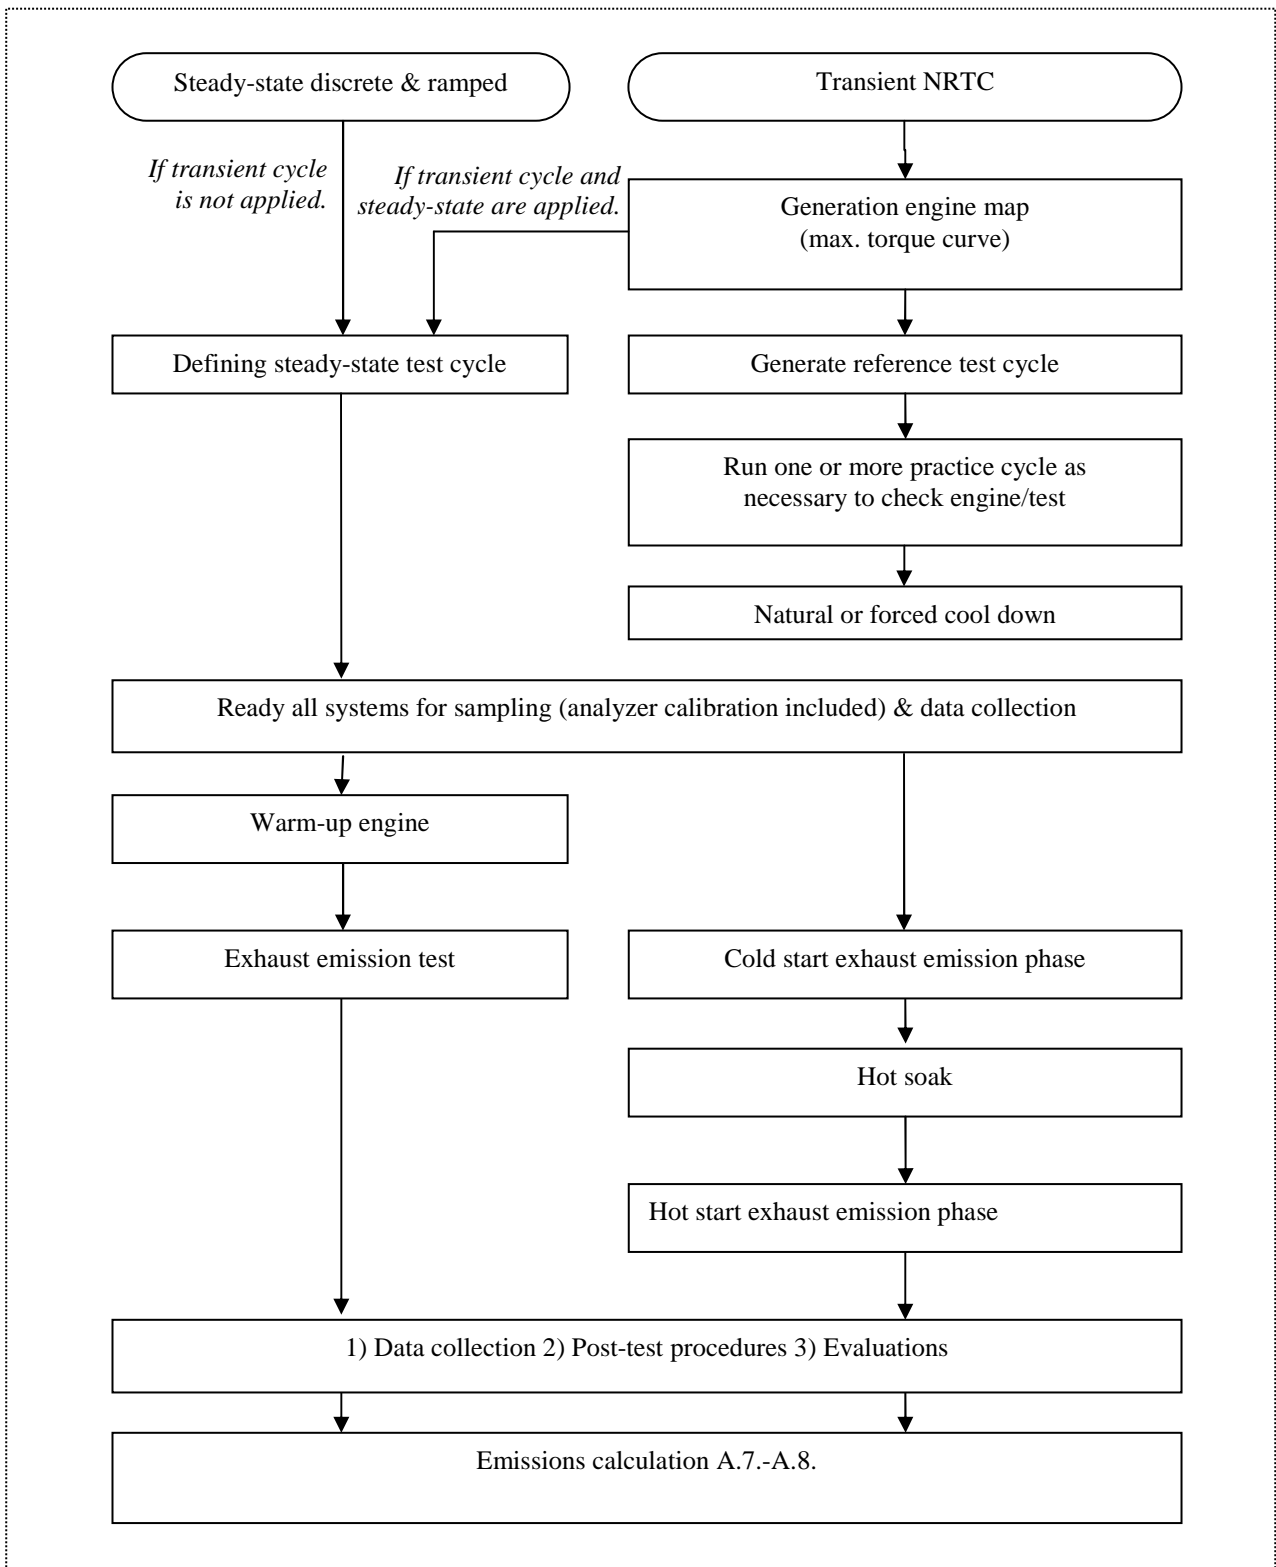 Steady-state discrete & ramped
Transient NRTC
If transient cycle
is not applied.
If transient cycle and
steady-state are applied.
Generation engine map
(max. torque curve)
Defining steady-state test cycle
Generate reference test cycle
Run one or more practice cycle as
necessary to check engine/test
Natural or forced cool down
Ready all systems for sampling (analyzer calibration included) & data collection
Warm-up engine
Exhaust emission test
Cold start exhaust emission phase
Hot soak
Hot start exhaust emission phase
1) Data collection 2) Post-test procedures 3) Evaluations
Emissions calculation A.7.-A.8.